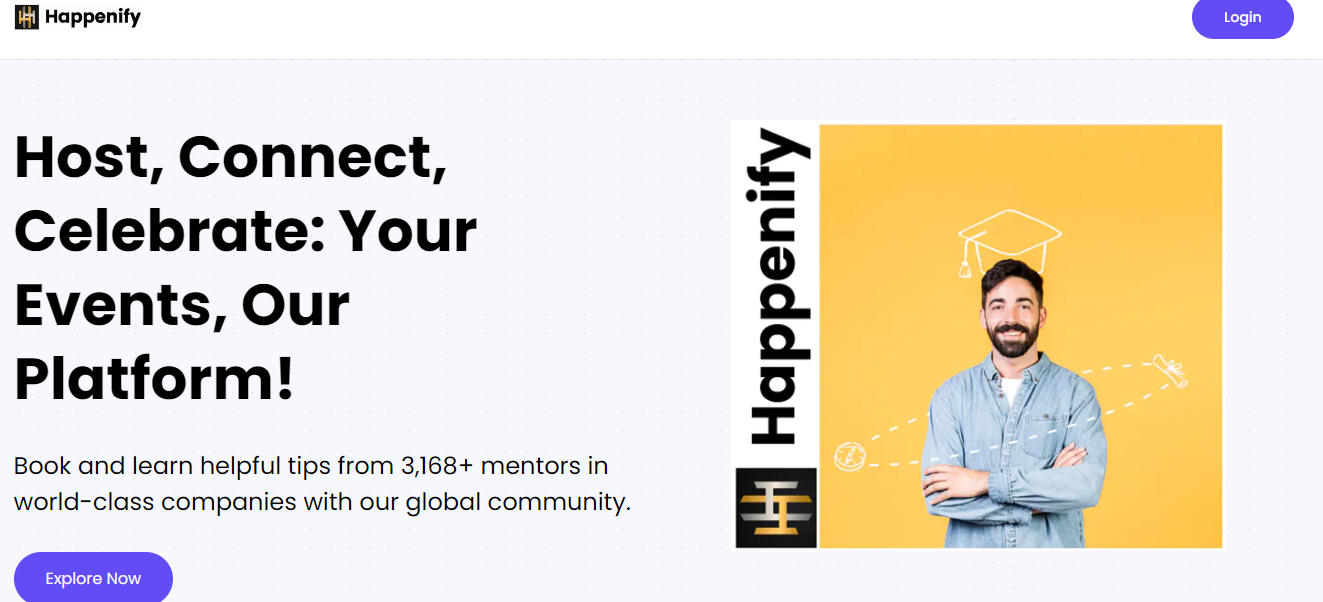 Happenify
Login
Host, Connect,
Celebrate: Your
Events, Our
Platform!
Book and learn helpful tips from 3,168+ mentors in
world-class companies with our global community.
Explore Now
Happenify